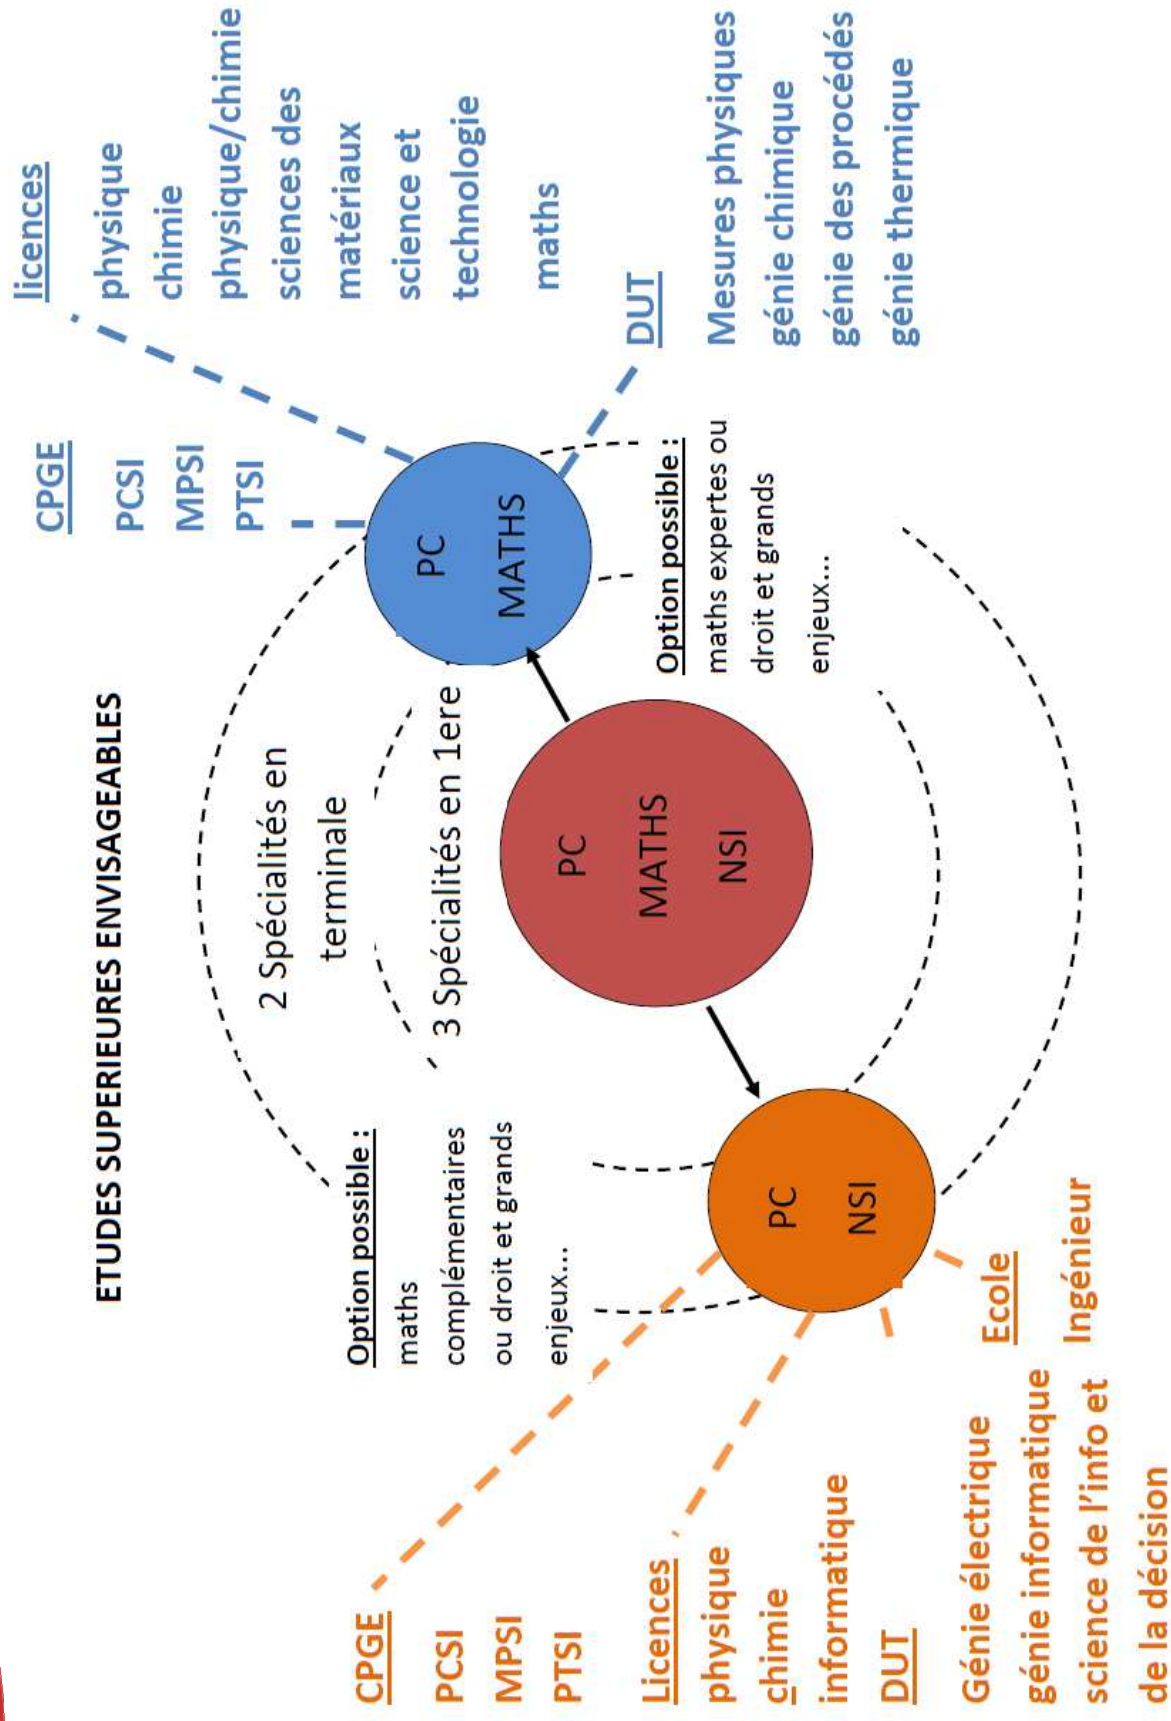 ETUDES SUPERIEURES ENVISAGEABLES
CPGE
PCSI
MPSI
PTSI
licences
physique
chimie
physique/chimie
sciences des
matériaux
science et
technologie
maths
2 Spécialités en
terminale
3 Spécialités en 1ere
PC
MATHS
DUT
Mesures physiques
génie chimique
génie des procédés
génie thermique
Option possible :
maths expertes ou
droit et grands
enjeux...
PC
MATHS
NSI
Option possible :
maths
complémentaires
ou droit et grands
enjeux...
PC
NSI
CPGE
PCSI
MPSI
PTSI
Licences
physique
chimie
informatique
DUT
Génie électrique
génie informatique
science de l'info et
de la décision
Ecole
Ingénieur